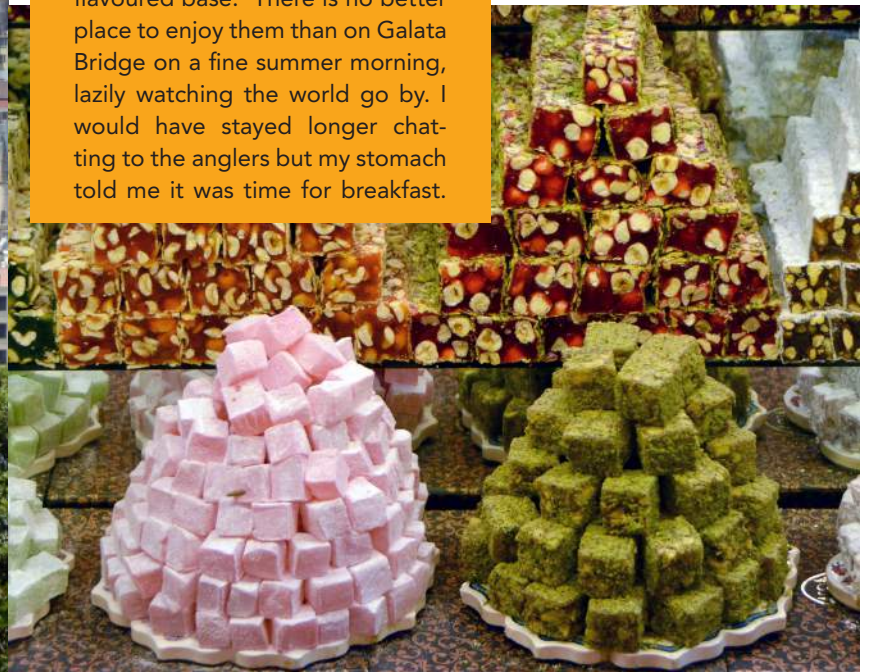 flavoured base. There is no better
place to enjoy them than on Galata
Bridge on a fine summer morning,
lazily watching the world go by. I
would have stayed longer chat-
ting to the anglers but my stomach
told me it was time for breakfast.